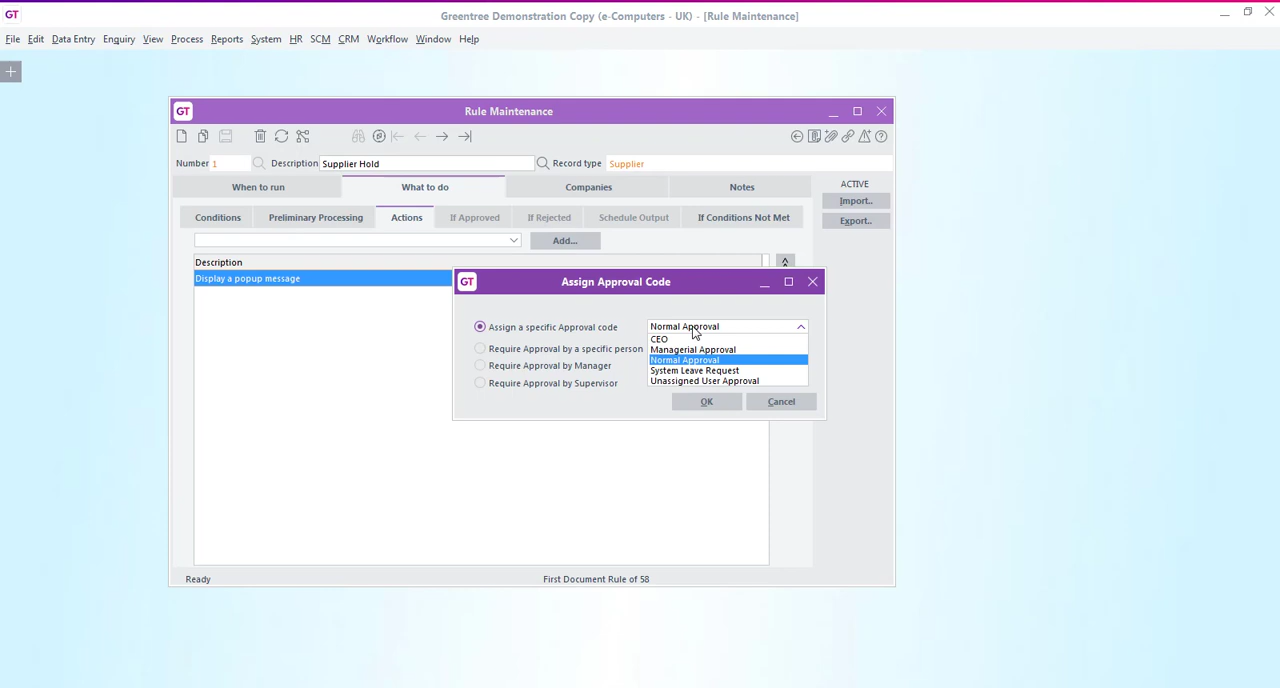 GT Greentree Demonstration Copy (e-Computers - UK) - [Rule Maintenance]
File Edit Data Entry Enquiry View Process Reports System HR SCM CRM Workflow Window Help
GT Rule Maintenance
Number 1 Description Supplier Hold Record type Supplier
When to run What to do Companies Notes
ACTIVE
Import..
Export..
Conditions Preliminary Processing Actions If Approved If Rejected Schedule Output If Conditions Not Met
Add...
Description
Display a popup message
GT Assign Approval Code
Assign a specific Approval code Normal Approval
Require Approval by a specific person
Require Approval by Manager
Require Approval by Supervisor
CEO
Managerial Approval
Normal Approval
System Leave Request
Unassigned User Approval
OK Cancel
Ready First Document Rule of 58